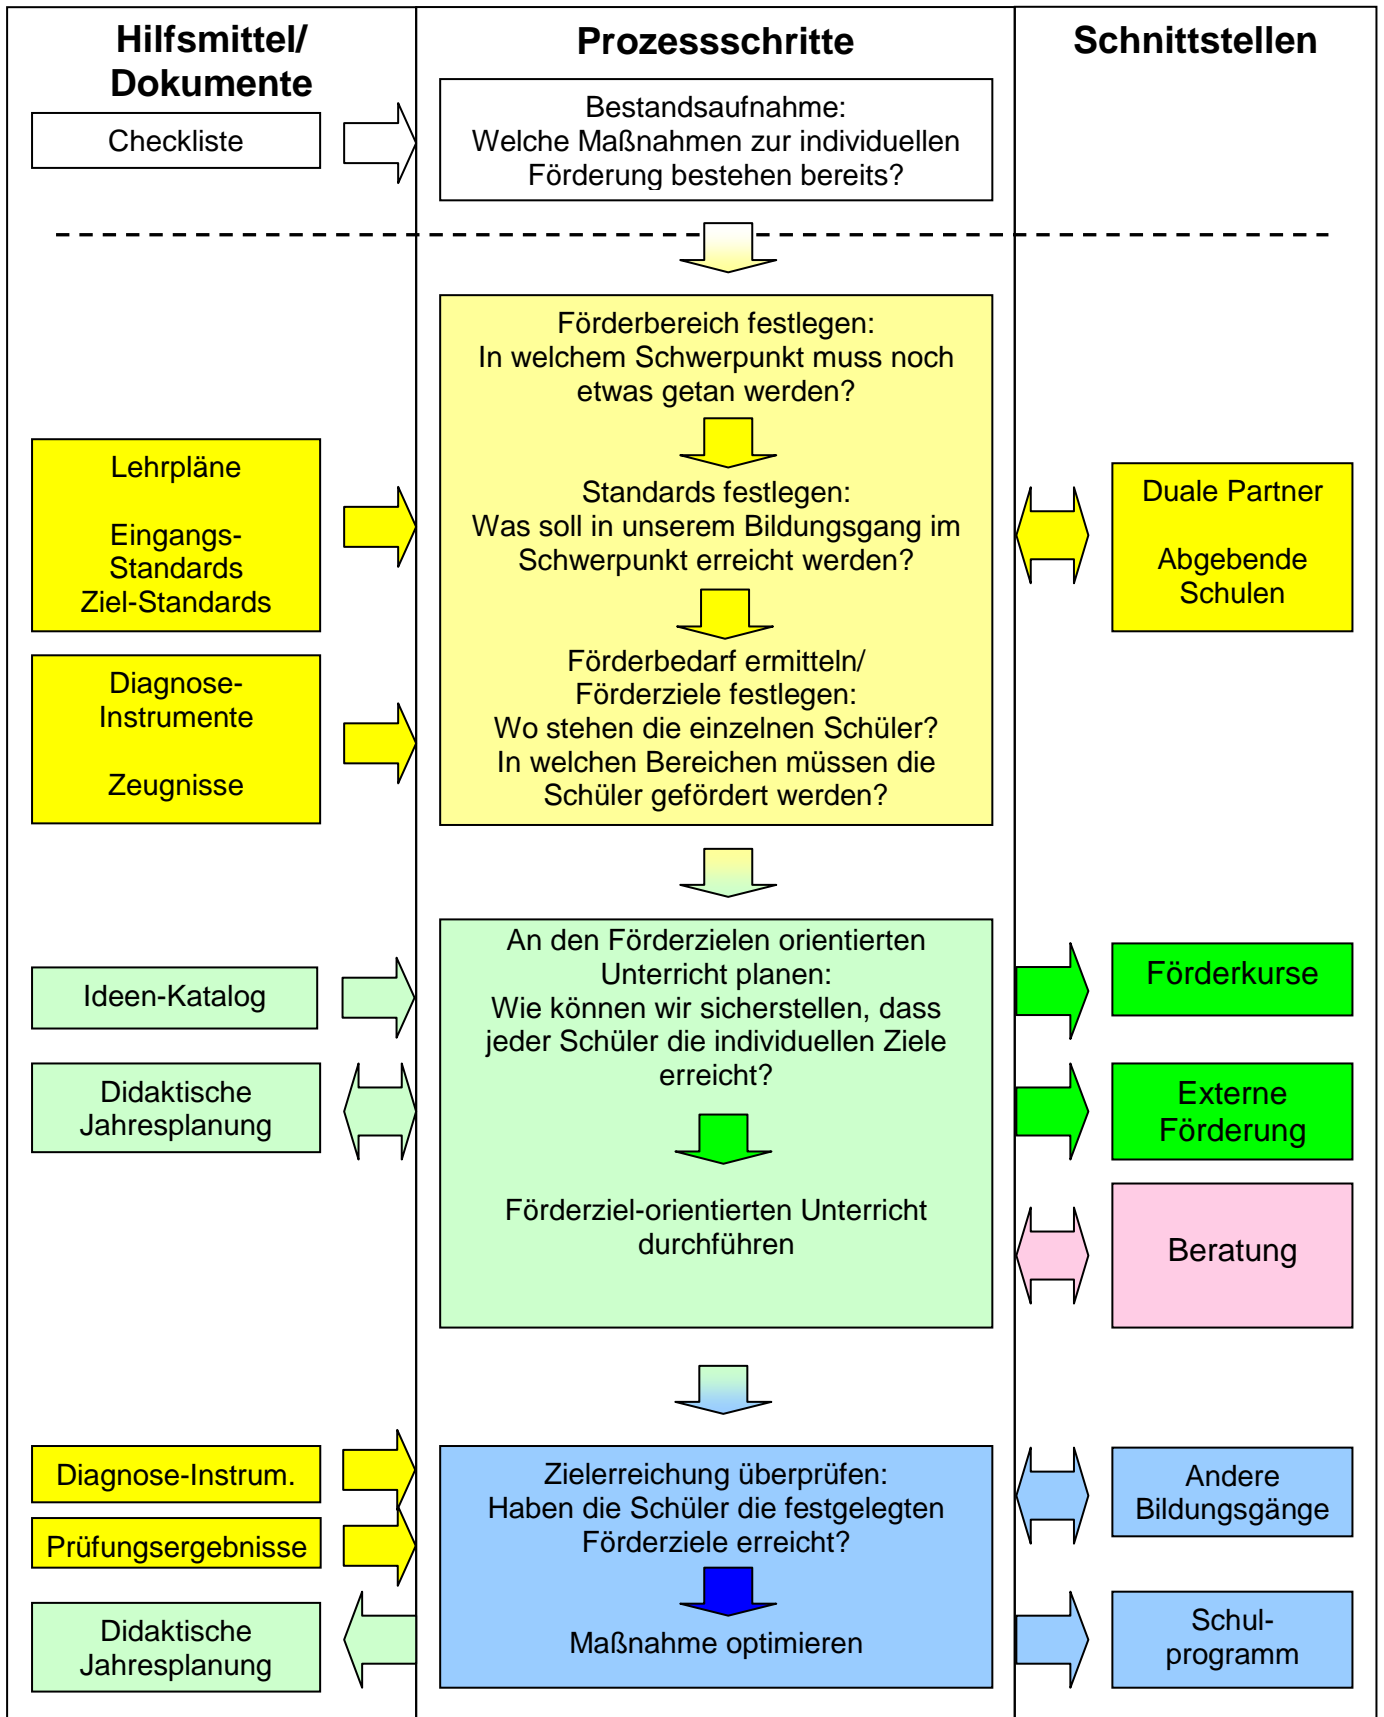 Hilfsmittel/
Dokumente
Prozessschritte
Schnittstellen
Checkliste
Bestandsaufnahme:
Welche Maßnahmen zur individuellen
Förderung bestehen bereits?
Förderbereich festlegen:
In welchem Schwerpunkt muss noch
etwas getan werden?
Lehrpläne
Eingangs-
Standards
Ziel-Standards
Standards festlegen:
Was soll in unserem Bildungsgang im
Schwerpunkt erreicht werden?
Duale Partner
Abgebende
Schulen
Diagnose-
Instrumente
Zeugnisse
Förderbedarf ermitteln/
Förderziele festlegen:
Wo stehen die einzelnen Schüler?
In welchen Bereichen müssen die
Schüler gefördert werden?
Ideen-Katalog
Didaktische
Jahresplanung
An den Förderzielen orientierten
Unterricht planen:
Wie können wir sicherstellen, dass
jeder Schüler die individuellen Ziele
erreicht?
Förderziel-orientierten Unterricht
durchführen
Förderkurse
Externe
Förderung
Beratung
Diagnose-Instrum.
Prüfungsergebnisse
Didaktische
Jahresplanung
Zielerreichung überprüfen:
Haben die Schüler die festgelegten
Förderziele erreicht?
Maßnahme optimieren
Andere
Bildungsgänge
Schul-
programm